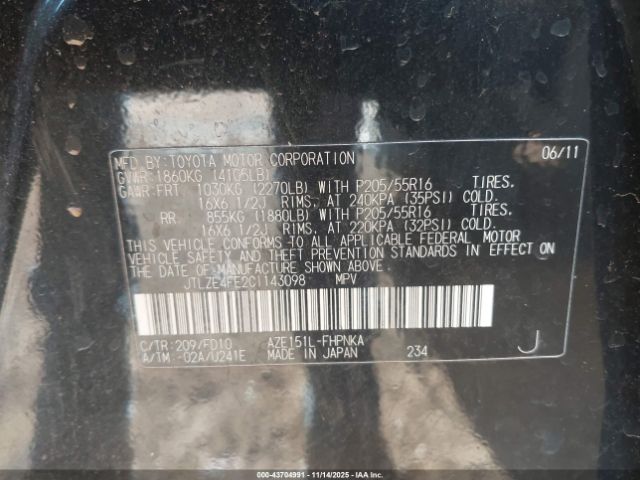 MFD.BY:TOYOTA MOTOR CORPORATION 06/11
GVWR:1860KG (4105LB)
GAWR:FRT 1030KG (2270LB) WITH P205/55R16 TIRES,
16X6 1/2J RIMS, AT 240KPA (35PSI) COLD.
RR 855KG (1880LB) WITH P205/55R16 TIRES,
16X6 1/2J RIMS, AT 220KPA (32PSI) COLD.
THIS VEHICLE CONFORMS TO ALL APPLICABLE FEDERAL MOTOR
VEHICLE SAFETY AND THEFT PREVENTION STANDARDS IN EFFECT ON
THE DATE OF MANUFACTURE SHOWN ABOVE.
JTLZE4FE2CJ143098 MPV
C/TR:209/FD10 AZE151L-FHPNKA
A/TM:-02A/U241E MADE IN JAPAN 234 J
000-43704991 - 11/14/2025 - IAAI